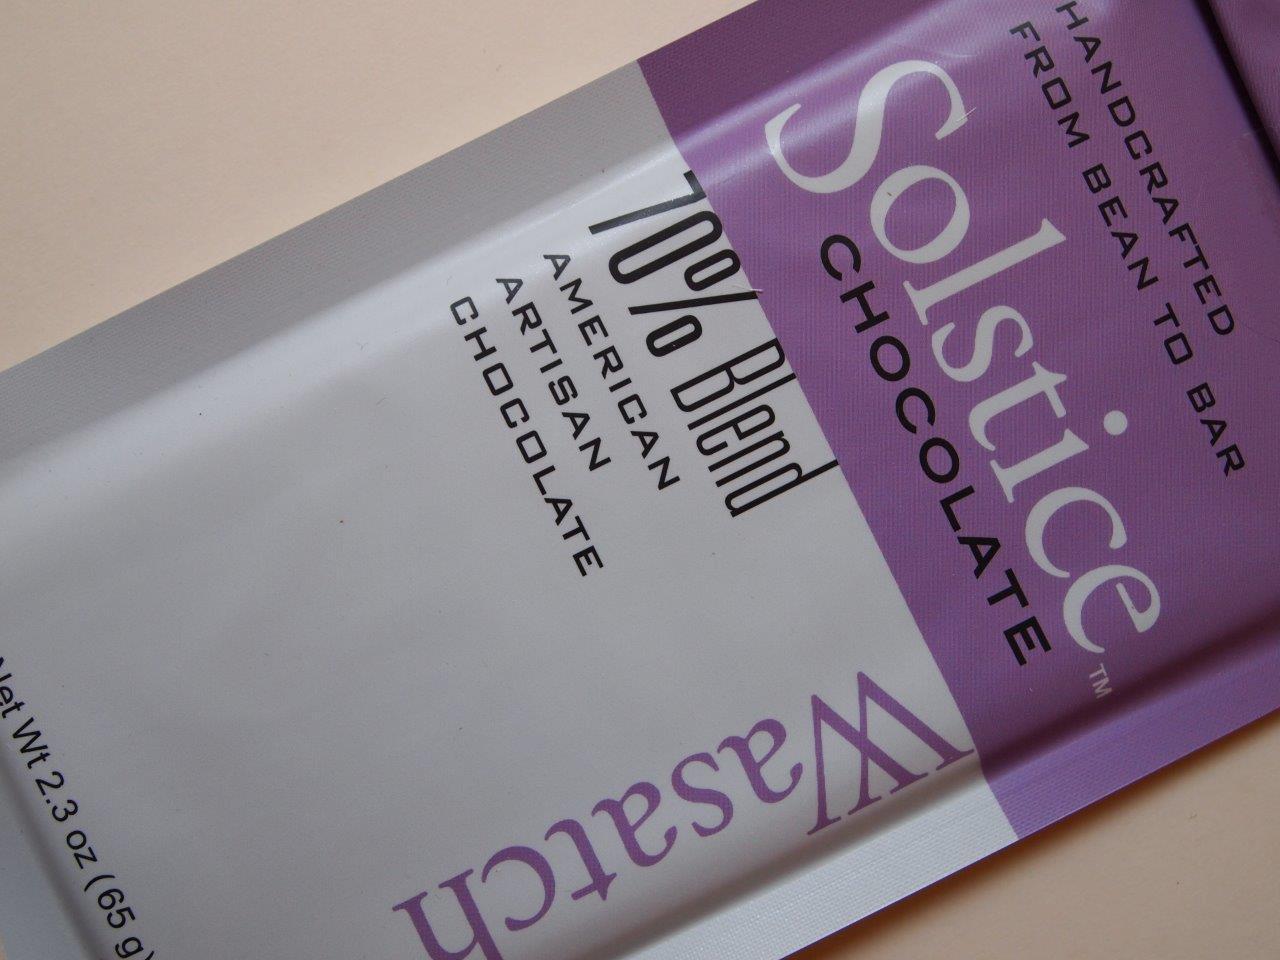 HANDCRAFTED
FROM BEAN TO BAR
Solstice™
CHOCOLATE
70% Blend
AMERICAN
ARTISAN
CHOCOLATE
Wasatch
Net Wt 2.3 oz (65 g)